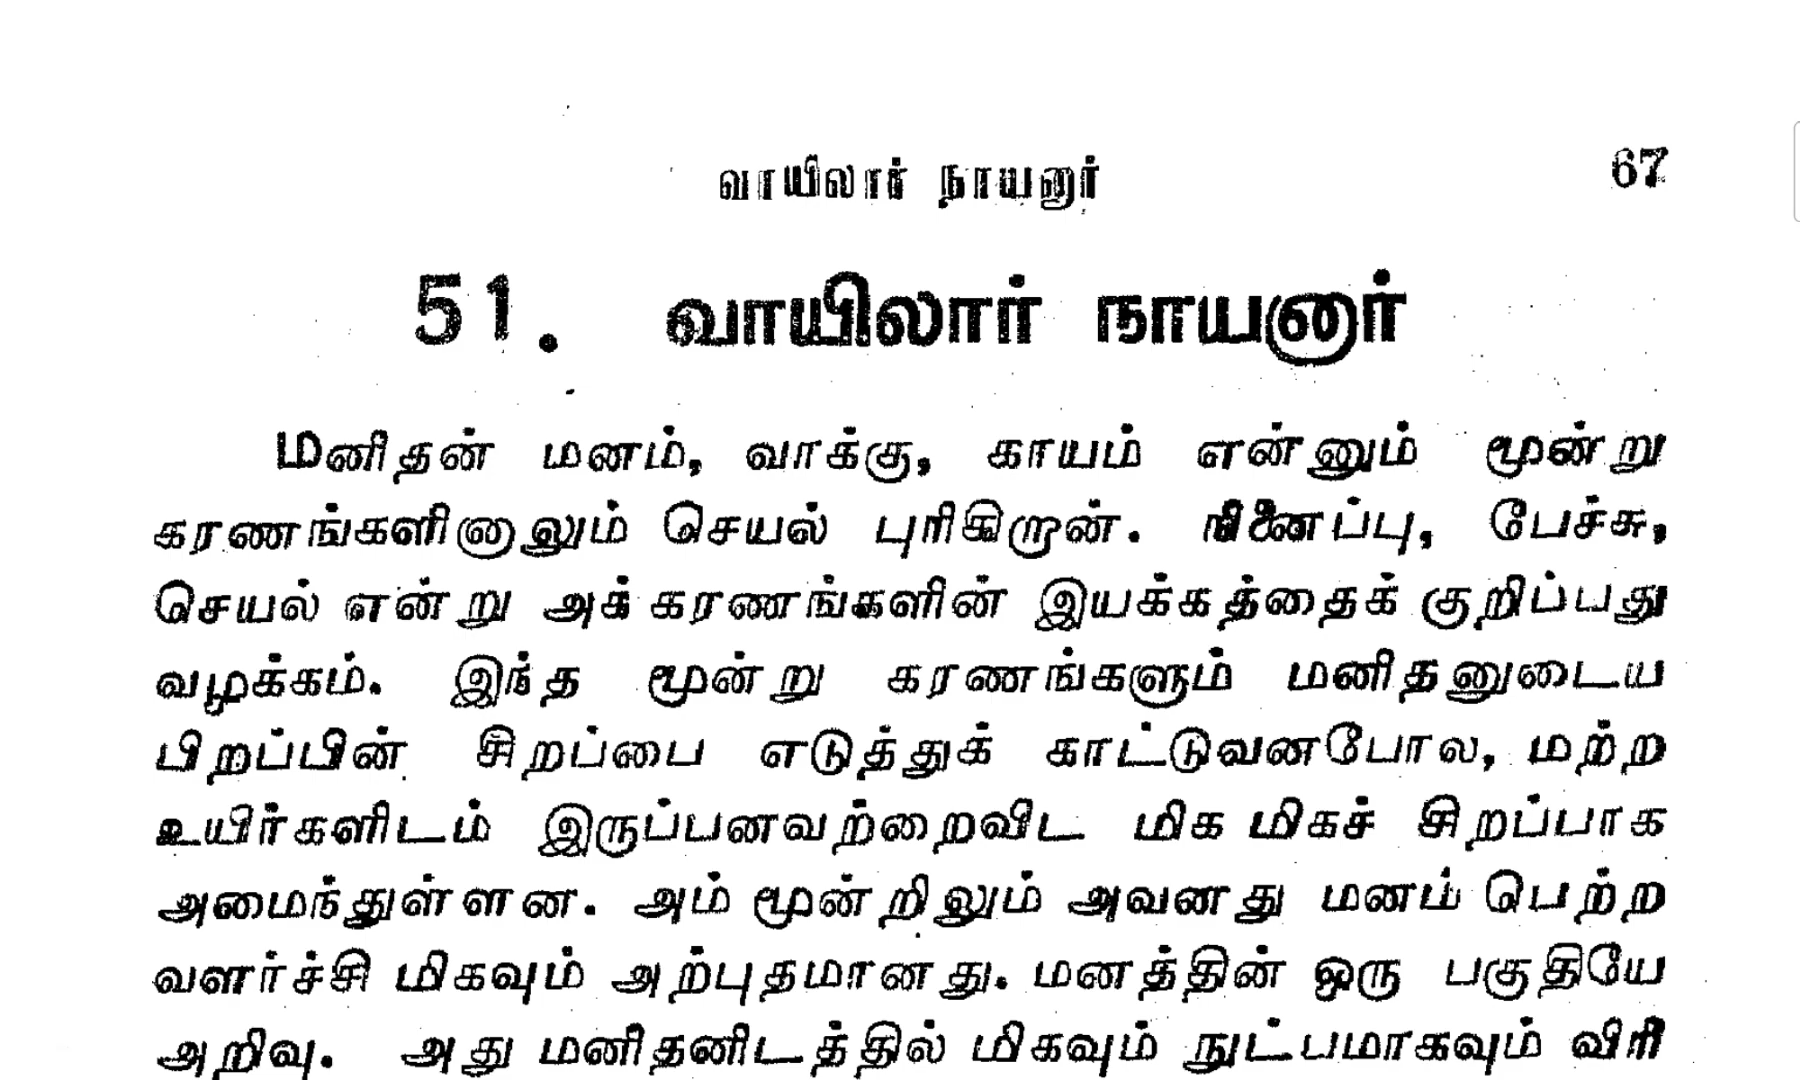 வாயிலார் நாயனார் 67
51. வாயிலார் நாயனார்
மனிதன் மனம், வாக்கு, காயம் என்னும் மூன்று
கரணங்களினாலும் செயல் புரிகிறான். நினைப்பு, பேச்சு,
செயல் என்று அக் கரணங்களின் இயக்கத்தைக் குறிப்பது
வழக்கம். இந்த மூன்று கரணங்களும் மனிதனுடைய
பிறப்பின் சிறப்பை எடுத்துக் காட்டுவனபோல, மற்ற
உயிர்களிடம் இருப்பனவற்றைவிட மிக மிகச் சிறப்பாக
அமைந்துள்ளன. அம் மூன்றிலும் அவனது மனம் பெற்ற
வளர்ச்சி மிகவும் அற்புதமானது. மனத்தின் ஒரு பகுதியே
அறிவு. அது மனிதனிடத்தில் மிகவும் நுட்பமாகவும் விரி